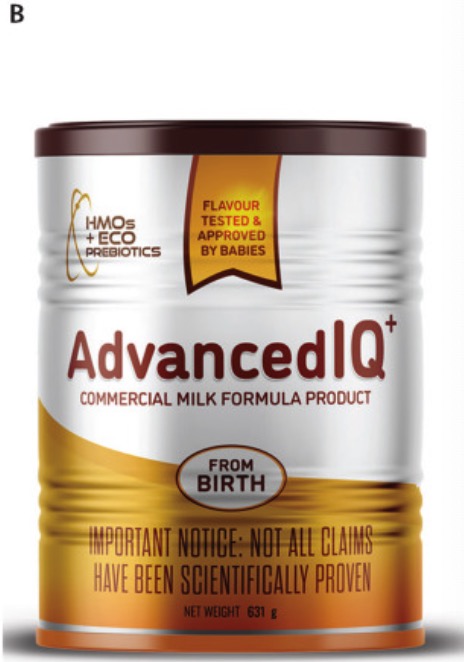 B
HMOs
+ ECO
PREBIOTICS
FLAVOUR
TESTED &
APPROVED
BY BABIES
AdvancedIQ+
COMMERCIAL MILK FORMULA PRODUCT
FROM
BIRTH
IMPORTANT NOTICE: NOT ALL CLAIMS
HAVE BEEN SCIENTIFICALLY PROVEN
NET WEIGHT 631 g